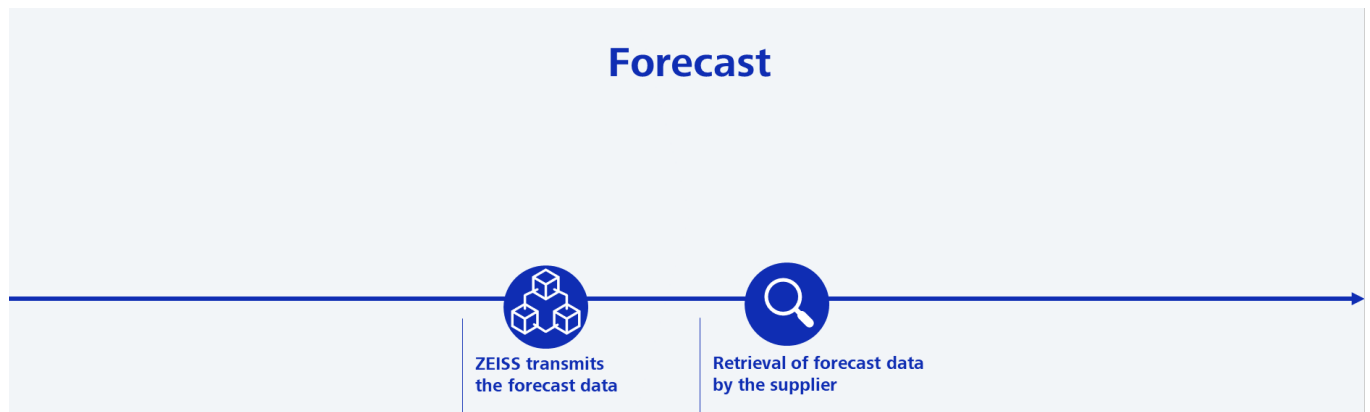 Forecast
ZEISS transmits
the forecast data
Retrieval of forecast data
by the supplier